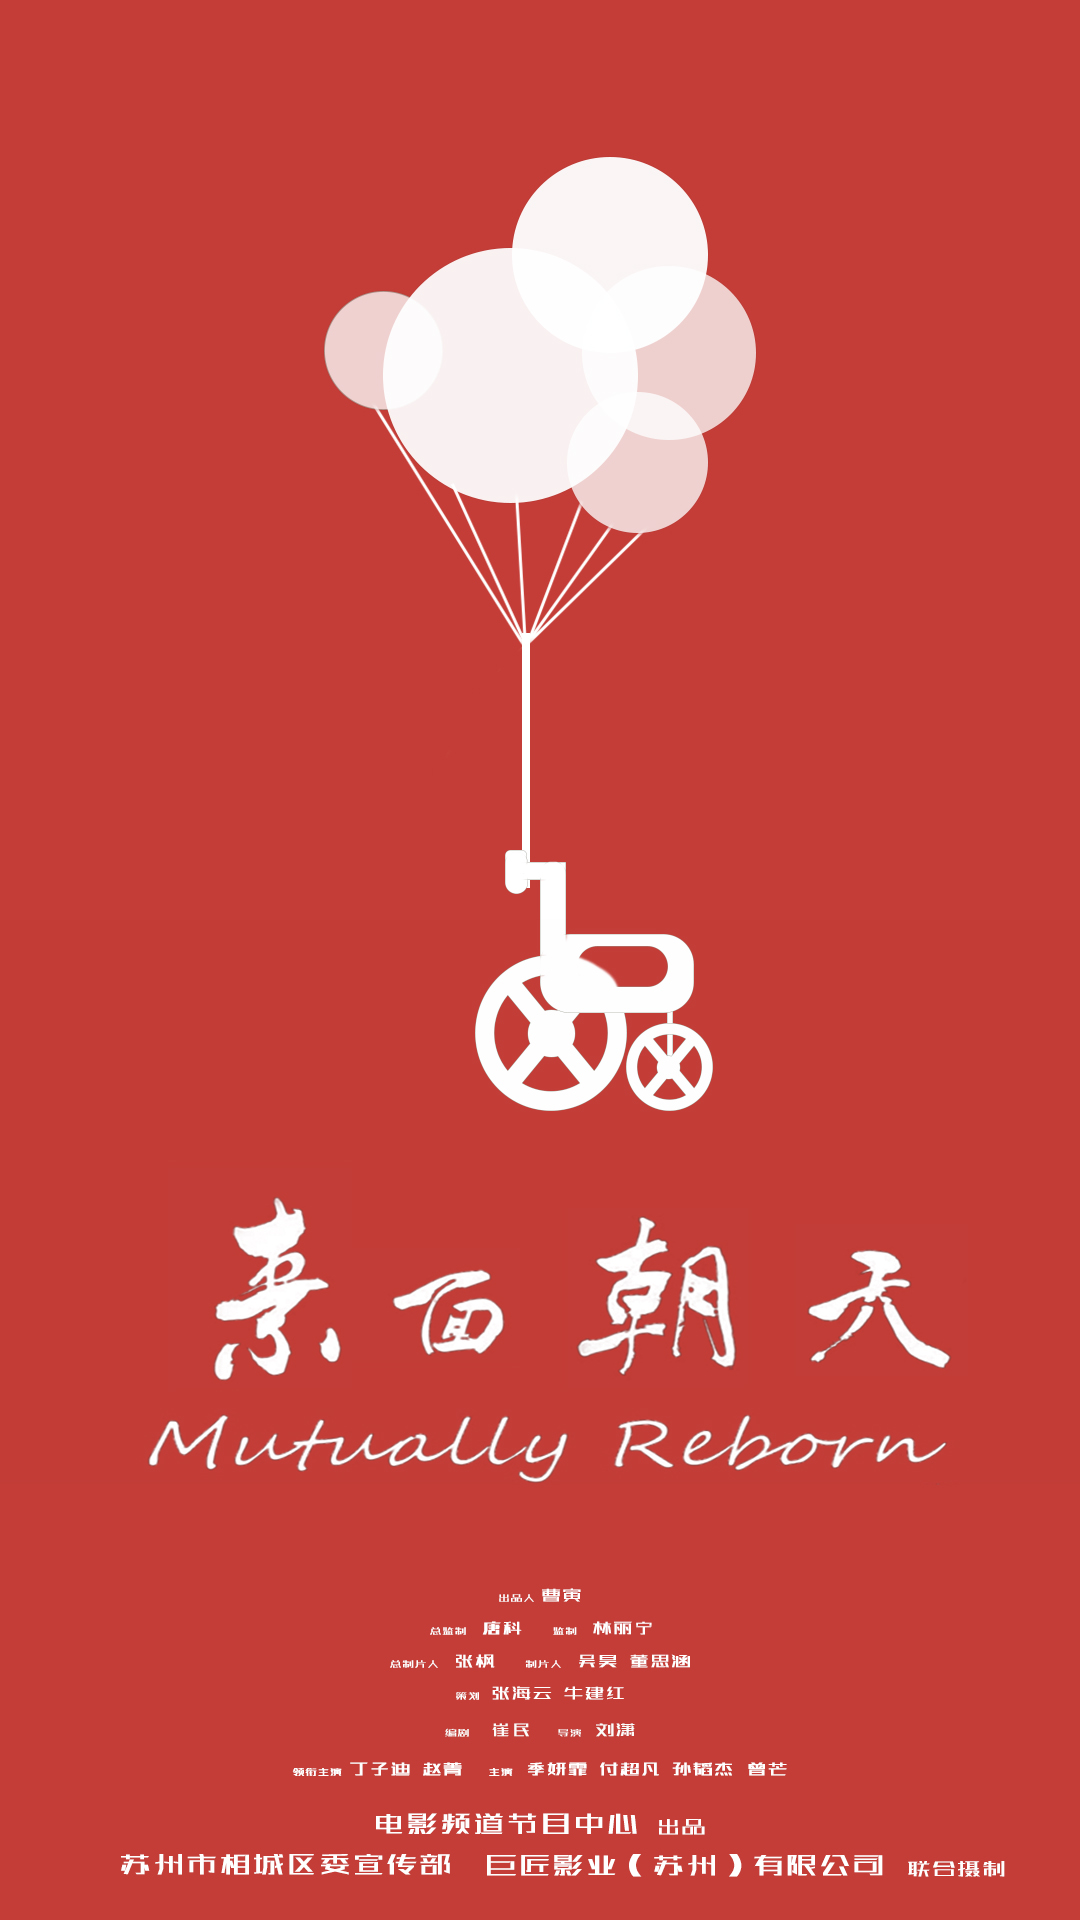 素面朝天
Mutually Reborn
出品人 曹寅
总监制 唐科 监制 林丽宁
总制片人 张枫 制片人 吴昊 董思涵
策划 张海云 牛建红
编剧 崔民 导演 刘潇
领衔主演 丁子迪 赵菁 主演 季妍霏 付超凡 孙韬杰 曾芒
电影频道节目中心 出品
苏州市相城区委宣传部 巨匠影业（苏州）有限公司 联合摄制